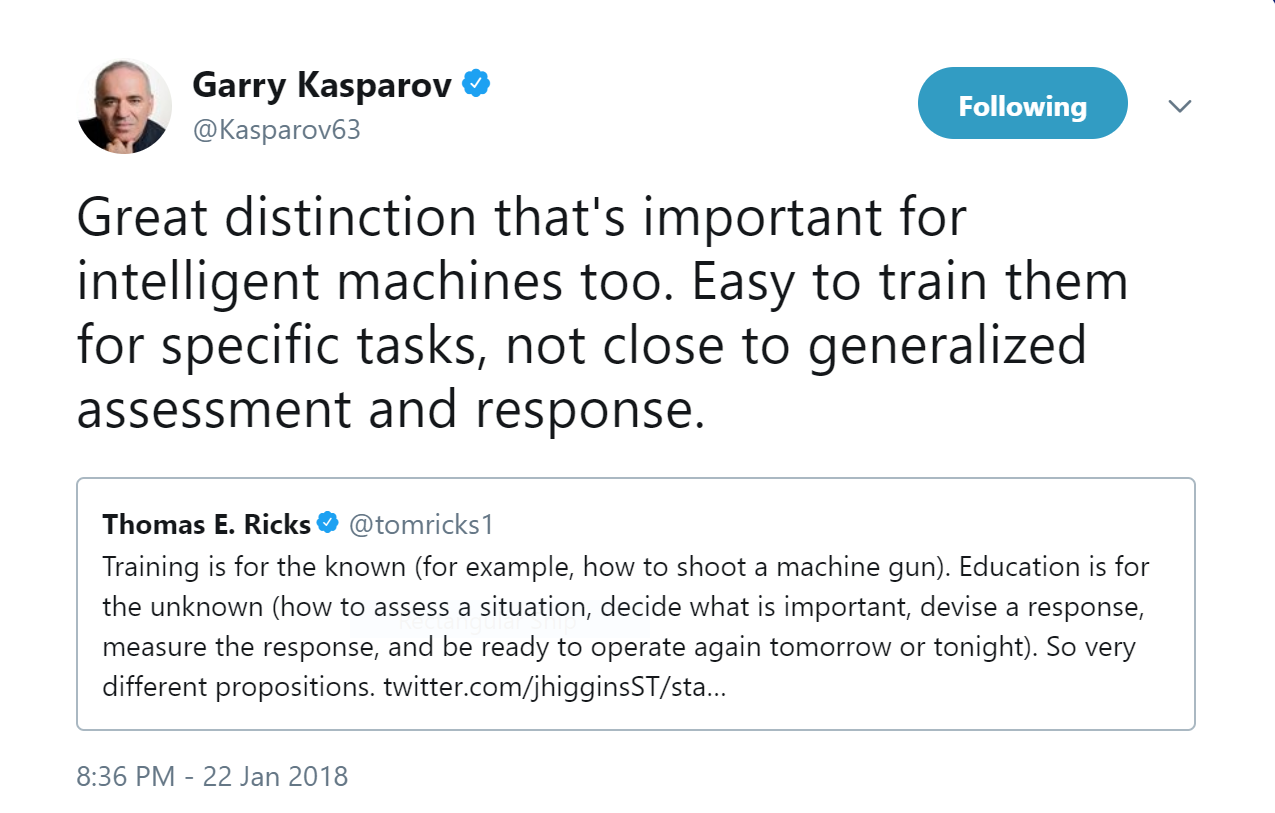 Garry Kasparov
@Kasparov63
Following
Great distinction that's important for
intelligent machines too. Easy to train them
for specific tasks, not close to generalized
assessment and response.
Thomas E. Ricks @tomricks1
Training is for the known (for example, how to shoot a machine gun). Education is for
the unknown (how to assess a situation, decide what is important, devise a response,
Rectangular Snip
measure the response, and be ready to operate again tomorrow or tonight). So very
different propositions. twitter.com/jhigginsST/sta…
8:36 PM - 22 Jan 2018